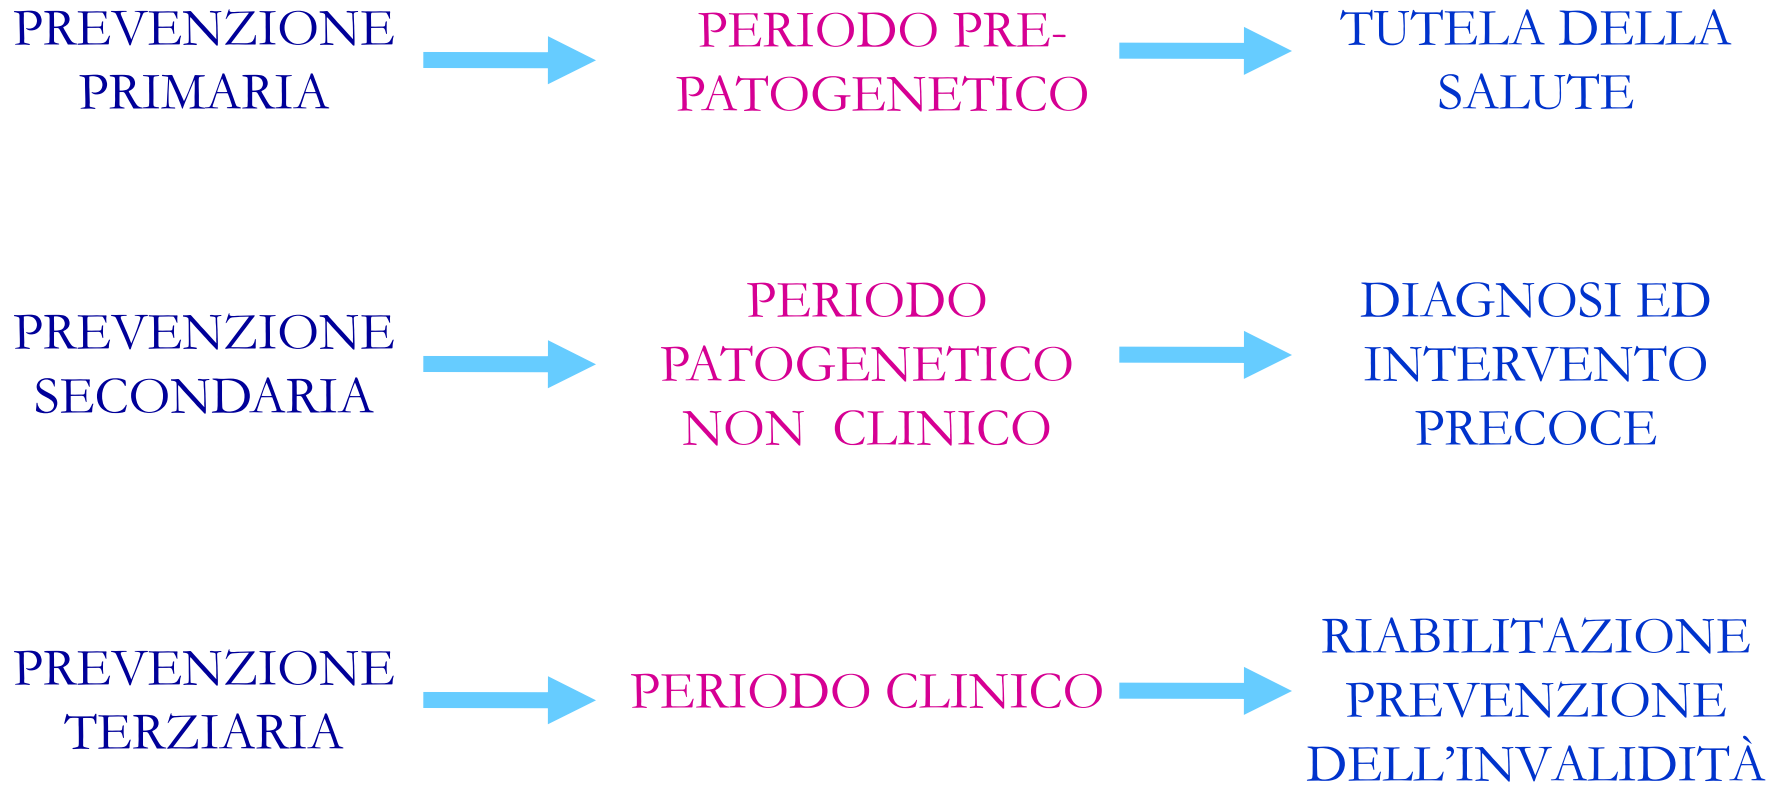 PREVENZIONE
PRIMARIA
PERIODO PRE-
PATOGENETICO
TUTELA DELLA
SALUTE
PREVENZIONE
SECONDARIA
PERIODO
PATOGENETICO
NON CLINICO
DIAGNOSI ED
INTERVENTO
PRECOCE
PREVENZIONE
TERZIARIA
PERIODO CLINICO
RIABILITAZIONE
PREVENZIONE
DELL’INVALIDITÀ